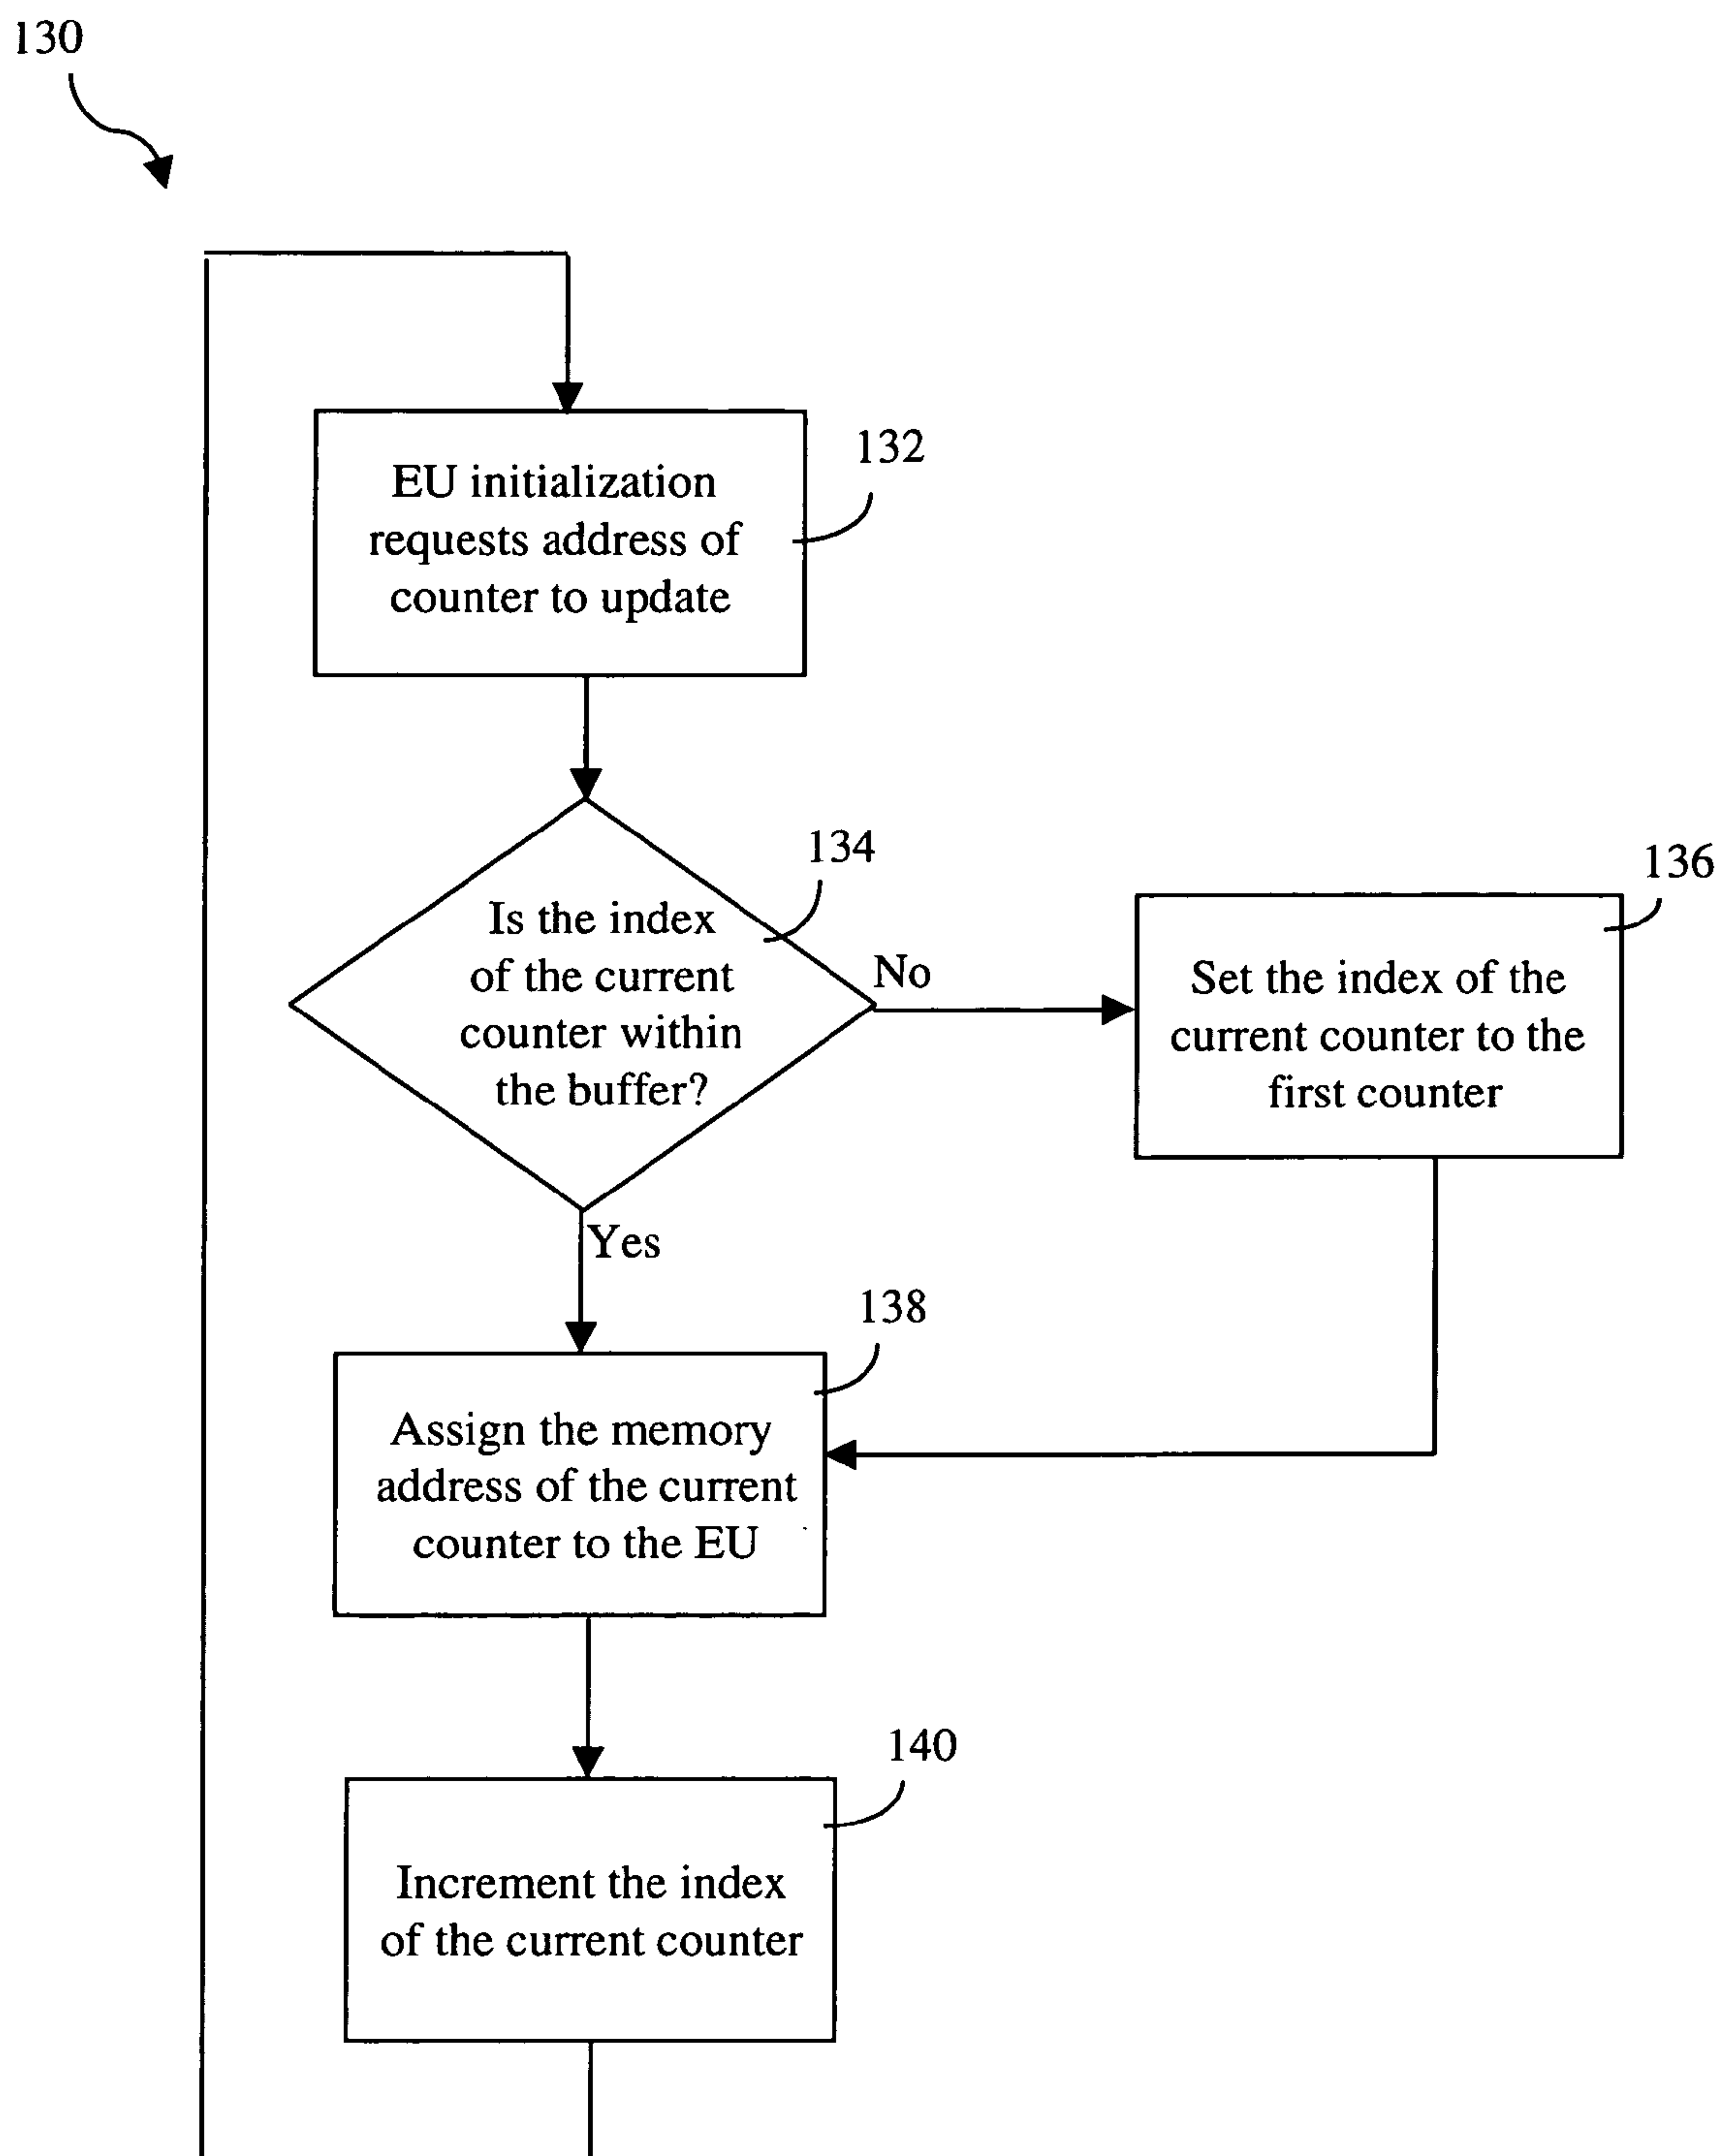 130
EU initialization
requests address of
counter to update
132
Is the index
of the current
counter within
the buffer?
134
No
Set the index of the
current counter to the
first counter
136
Yes
Assign the memory
address of the current
counter to the EU
138
Increment the index
of the current counter
140